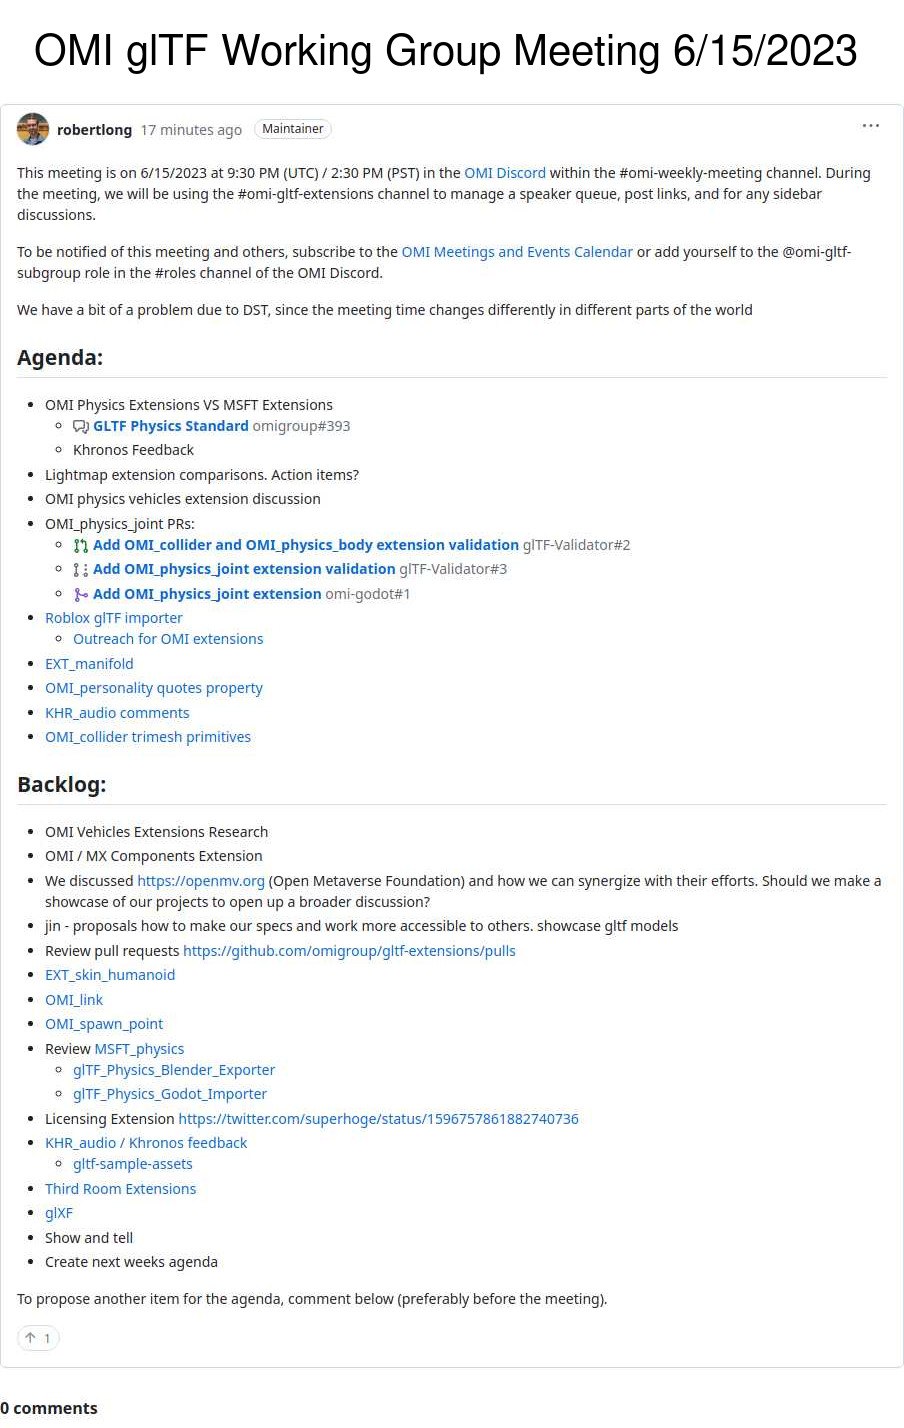 OMI glTF Working Group Meeting 6/15/2023
robertlong 17 minutes ago Maintainer ...
This meeting is on 6/15/2023 at 9:30 PM (UTC) / 2:30 PM (PST) in the OMI Discord within the #omi-weekly-meeting channel. During
the meeting, we will be using the #omi-gltf-extensions channel to manage a speaker queue, post links, and for any sidebar
discussions.
To be notified of this meeting and others, subscribe to the OMI Meetings and Events Calendar or add yourself to the @omi-gltf-
subgroup role in the #roles channel of the OMI Discord.
We have a bit of a problem due to DST, since the meeting time changes differently in different parts of the world
Agenda:
• OMI Physics Extensions VS MSFT Extensions
◦ GLTF Physics Standard omigroup#393
◦ Khronos Feedback
• Lightmap extension comparisons. Action items?
• OMI physics vehicles extension discussion
• OMI_physics_joint PRs:
◦ Add OMI_collider and OMI_physics_body extension validation glTF-Validator#2
◦ Add OMI_physics_joint extension validation glTF-Validator#3
◦ Add OMI_physics_joint extension omi-godot#1
• Roblox glTF importer
◦ Outreach for OMI extensions
• EXT_manifold
• OMI_personality quotes property
• KHR_audio comments
• OMI_collider trimesh primitives
Backlog:
• OMI Vehicles Extensions Research
• OMI / MX Components Extension
• We discussed https://openmv.org (Open Metaverse Foundation) and how we can synergize with their efforts. Should we make a
showcase of our projects to open up a broader discussion?
• jin - proposals how to make our specs and work more accessible to others. showcase gltf models
• Review pull requests https://github.com/omigroup/gltf-extensions/pulls
• EXT_skin_humanoid
• OMI_link
• OMI_spawn_point
• Review MSFT_physics
◦ glTF_Physics_Blender_Exporter
◦ glTF_Physics_Godot_Importer
• Licensing Extension https://twitter.com/superhoge/status/1596757861882740736
• KHR_audio / Khronos feedback
◦ gltf-sample-assets
• Third Room Extensions
• glXF
• Show and tell
• Create next weeks agenda
To propose another item for the agenda, comment below (preferably before the meeting).
↑ 1
0 comments